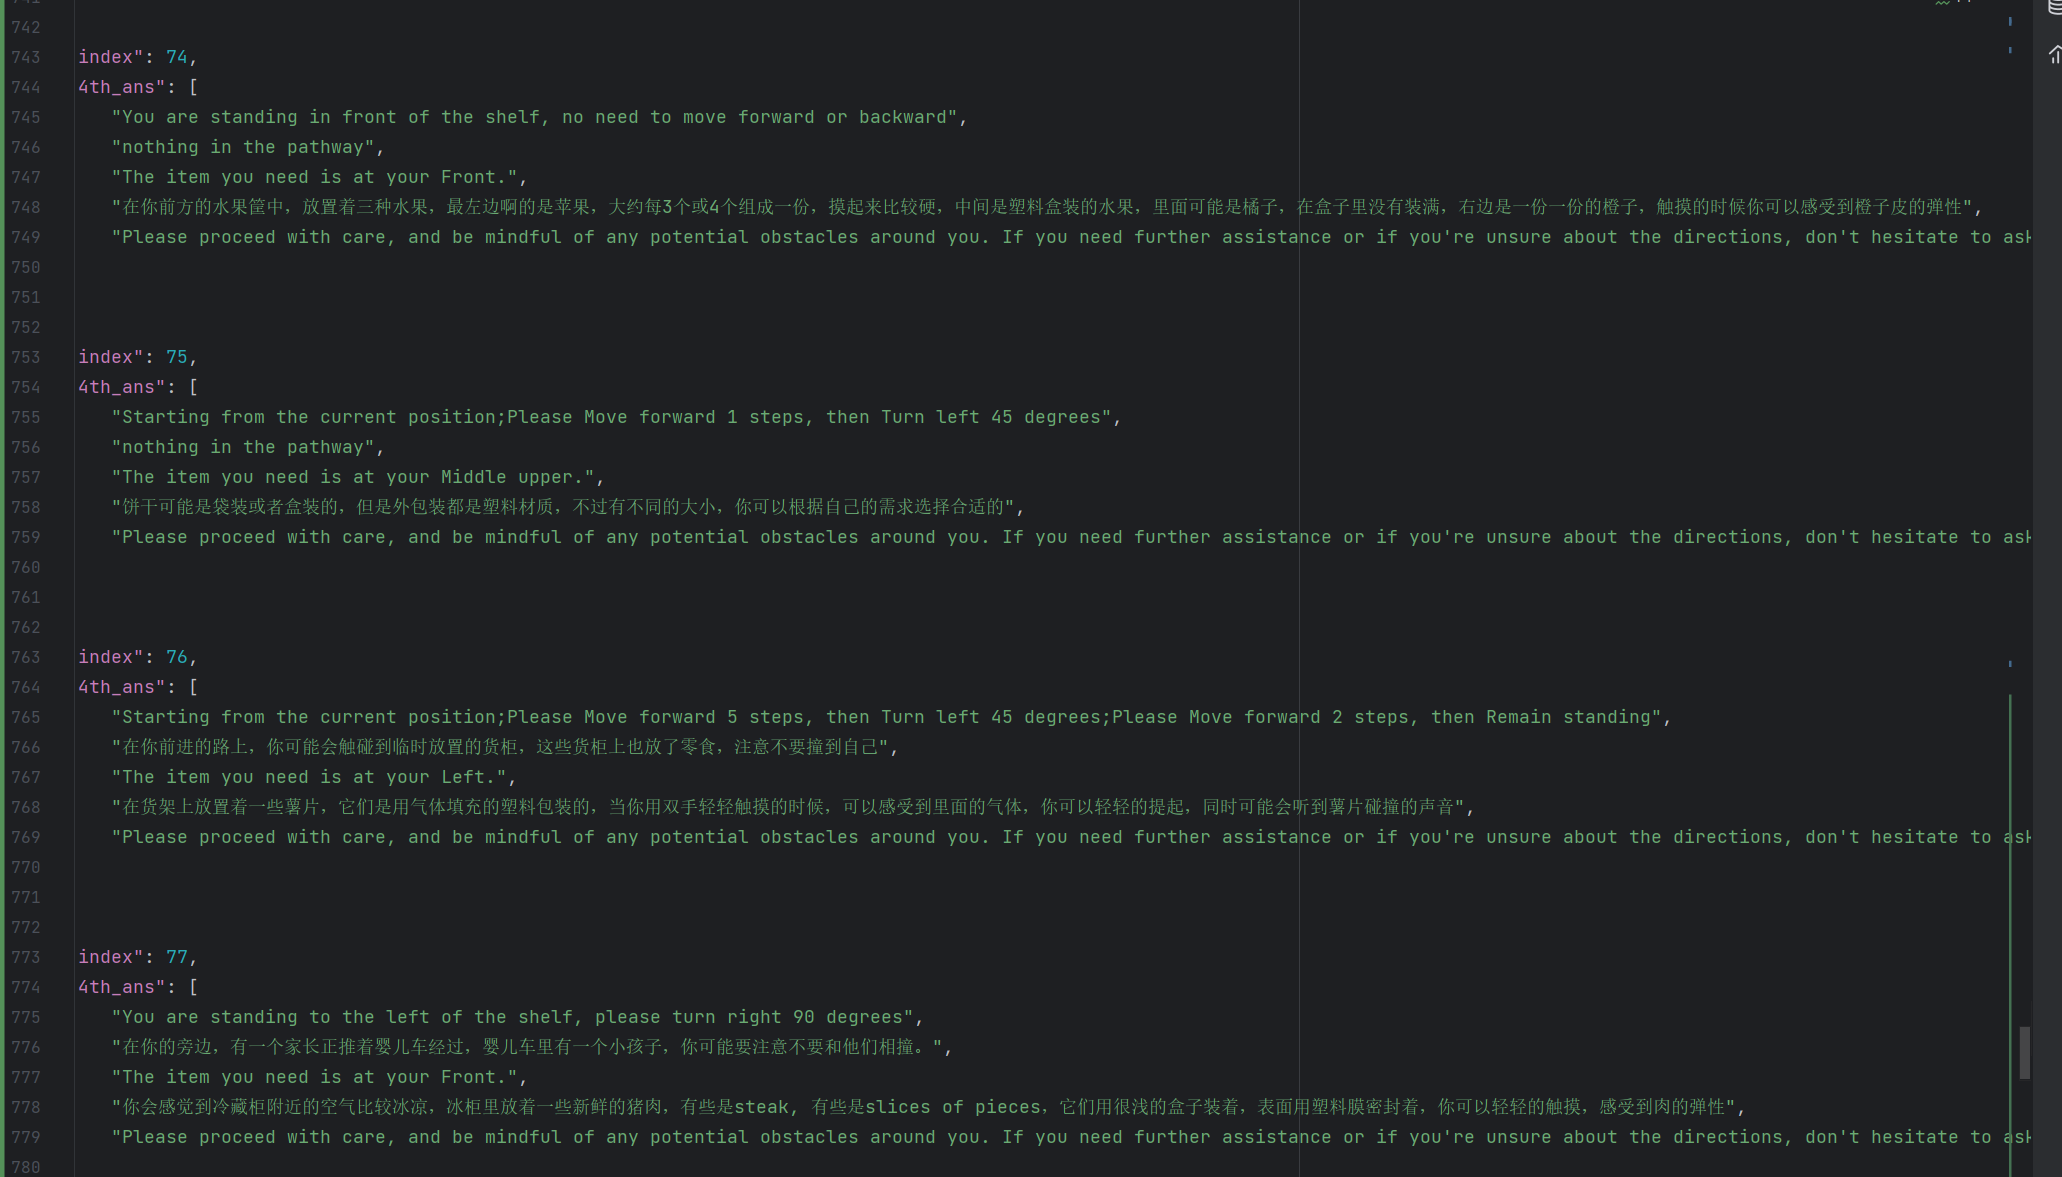 742
743 index": 74,
744 4th_ans": [
745 "You are standing in front of the shelf, no need to move forward or backward",
746 "nothing in the pathway",
747 "The item you need is at your Front.",
748 "在你前方的水果筐中，放置着三种水果，最左边啊的是苹果，大约每3个或4个组成一份，摸起来比较硬，中间是塑料盒装的水果，里面可能是橘子，在盒子里没有装满，右边是一份一份的橙子，触摸的时候你可以感受到橙子皮的弹性",
749 "Please proceed with care, and be mindful of any potential obstacles around you. If you need further assistance or if you're unsure about the directions, don't hesitate to ask
750
751
752
753 index": 75,
754 4th_ans": [
755 "Starting from the current position;Please Move forward 1 steps, then Turn left 45 degrees",
756 "nothing in the pathway",
757 "The item you need is at your Middle upper.",
758 "饼干可能是袋装或者盒装的，但是外包装都是塑料材质，不过有不同的大小，你可以根据自己的需求选择合适的",
759 "Please proceed with care, and be mindful of any potential obstacles around you. If you need further assistance or if you're unsure about the directions, don't hesitate to ask
760
761
762
763 index": 76,
764 4th_ans": [
765 "Starting from the current position;Please Move forward 5 steps, then Turn left 45 degrees;Please Move forward 2 steps, then Remain standing",
766 "在你前进的路上，你可能会触碰到临时放置的货柜，这些货柜上也放了零食，注意不要撞到自己",
767 "The item you need is at your Left.",
768 "在货架上放置着一些薯片，它们是用气体填充的塑料包装的，当你用双手轻轻触摸的时候，可以感受到里面的气体，你可以轻轻的提起，同时可能会听到薯片碰撞的声音",
769 "Please proceed with care, and be mindful of any potential obstacles around you. If you need further assistance or if you're unsure about the directions, don't hesitate to ask
770
771
772
773 index": 77,
774 4th_ans": [
775 "You are standing to the left of the shelf, please turn right 90 degrees",
776 "在你的旁边，有一个家长正推着婴儿车经过，婴儿车里有一个小孩子，你可能要注意不要和他们相撞。",
777 "The item you need is at your Front.",
778 "你会感觉到冷藏柜附近的空气比较冰凉，冰柜里放着一些新鲜的猪肉，有些是steak, 有些是slices of pieces，它们用很浅的盒子装着，表面用塑料膜密封着，你可以轻轻的触摸，感受到肉的弹性",
779 "Please proceed with care, and be mindful of any potential obstacles around you. If you need further assistance or if you're unsure about the directions, don't hesitate to ask
780